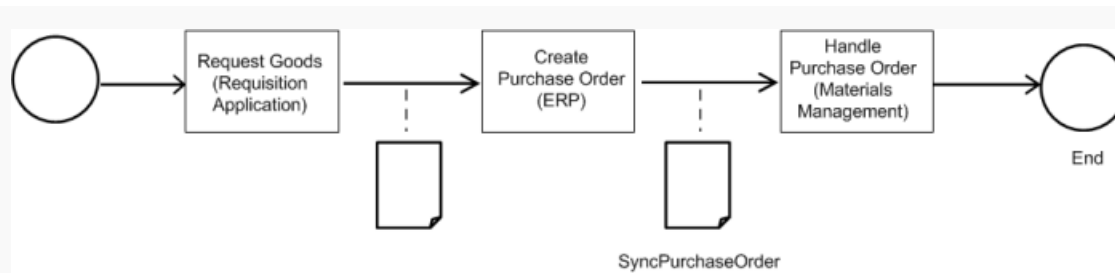 Request Goods
(Requisition
Application)
Create
Purchase Order
(ERP)
Handle
Purchase Order
(Materials
Management)
End
SyncPurchaseOrder